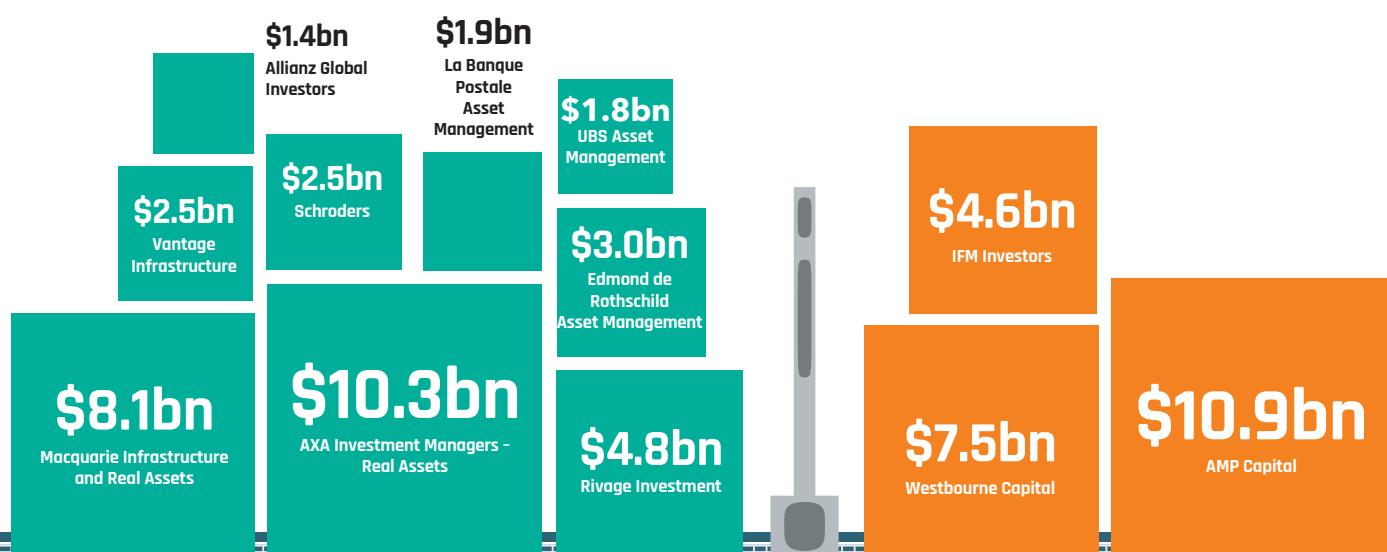 $1.4bn
Allianz Global
Investors
$1.9bn
La Banque
Postale
Asset
Management
$1.8bn
UBS Asset
Management
$2.5bn
Vantage
Infrastructure
$2.5bn
Schroders
$3.0bn
Edmond de
Rothschild
Asset Management
$4.6bn
IFM Investors
$8.1bn
Macquarie Infrastructure
and Real Assets
$10.3bn
AXA Investment Managers –
Real Assets
$4.8bn
Rivage Investment
$7.5bn
Westbourne Capital
$10.9bn
AMP Capital